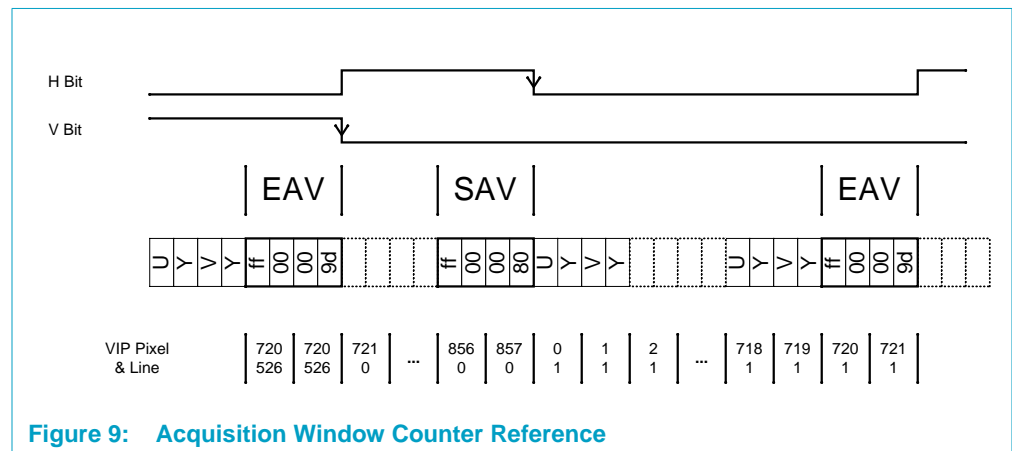 H Bit
V Bit
EAV SAV EAV
U Y V Y ff 00 00 9d ff 00 00 80 U Y V Y U Y V Y ff 00 00 9d
VIP Pixel 720 720 721 ... 856 857 0 1 2 ... 718 719 720 721
& Line 526 526 0 0 0 1 1 1 1 1 1 1
Figure 9: Acquisition Window Counter Reference